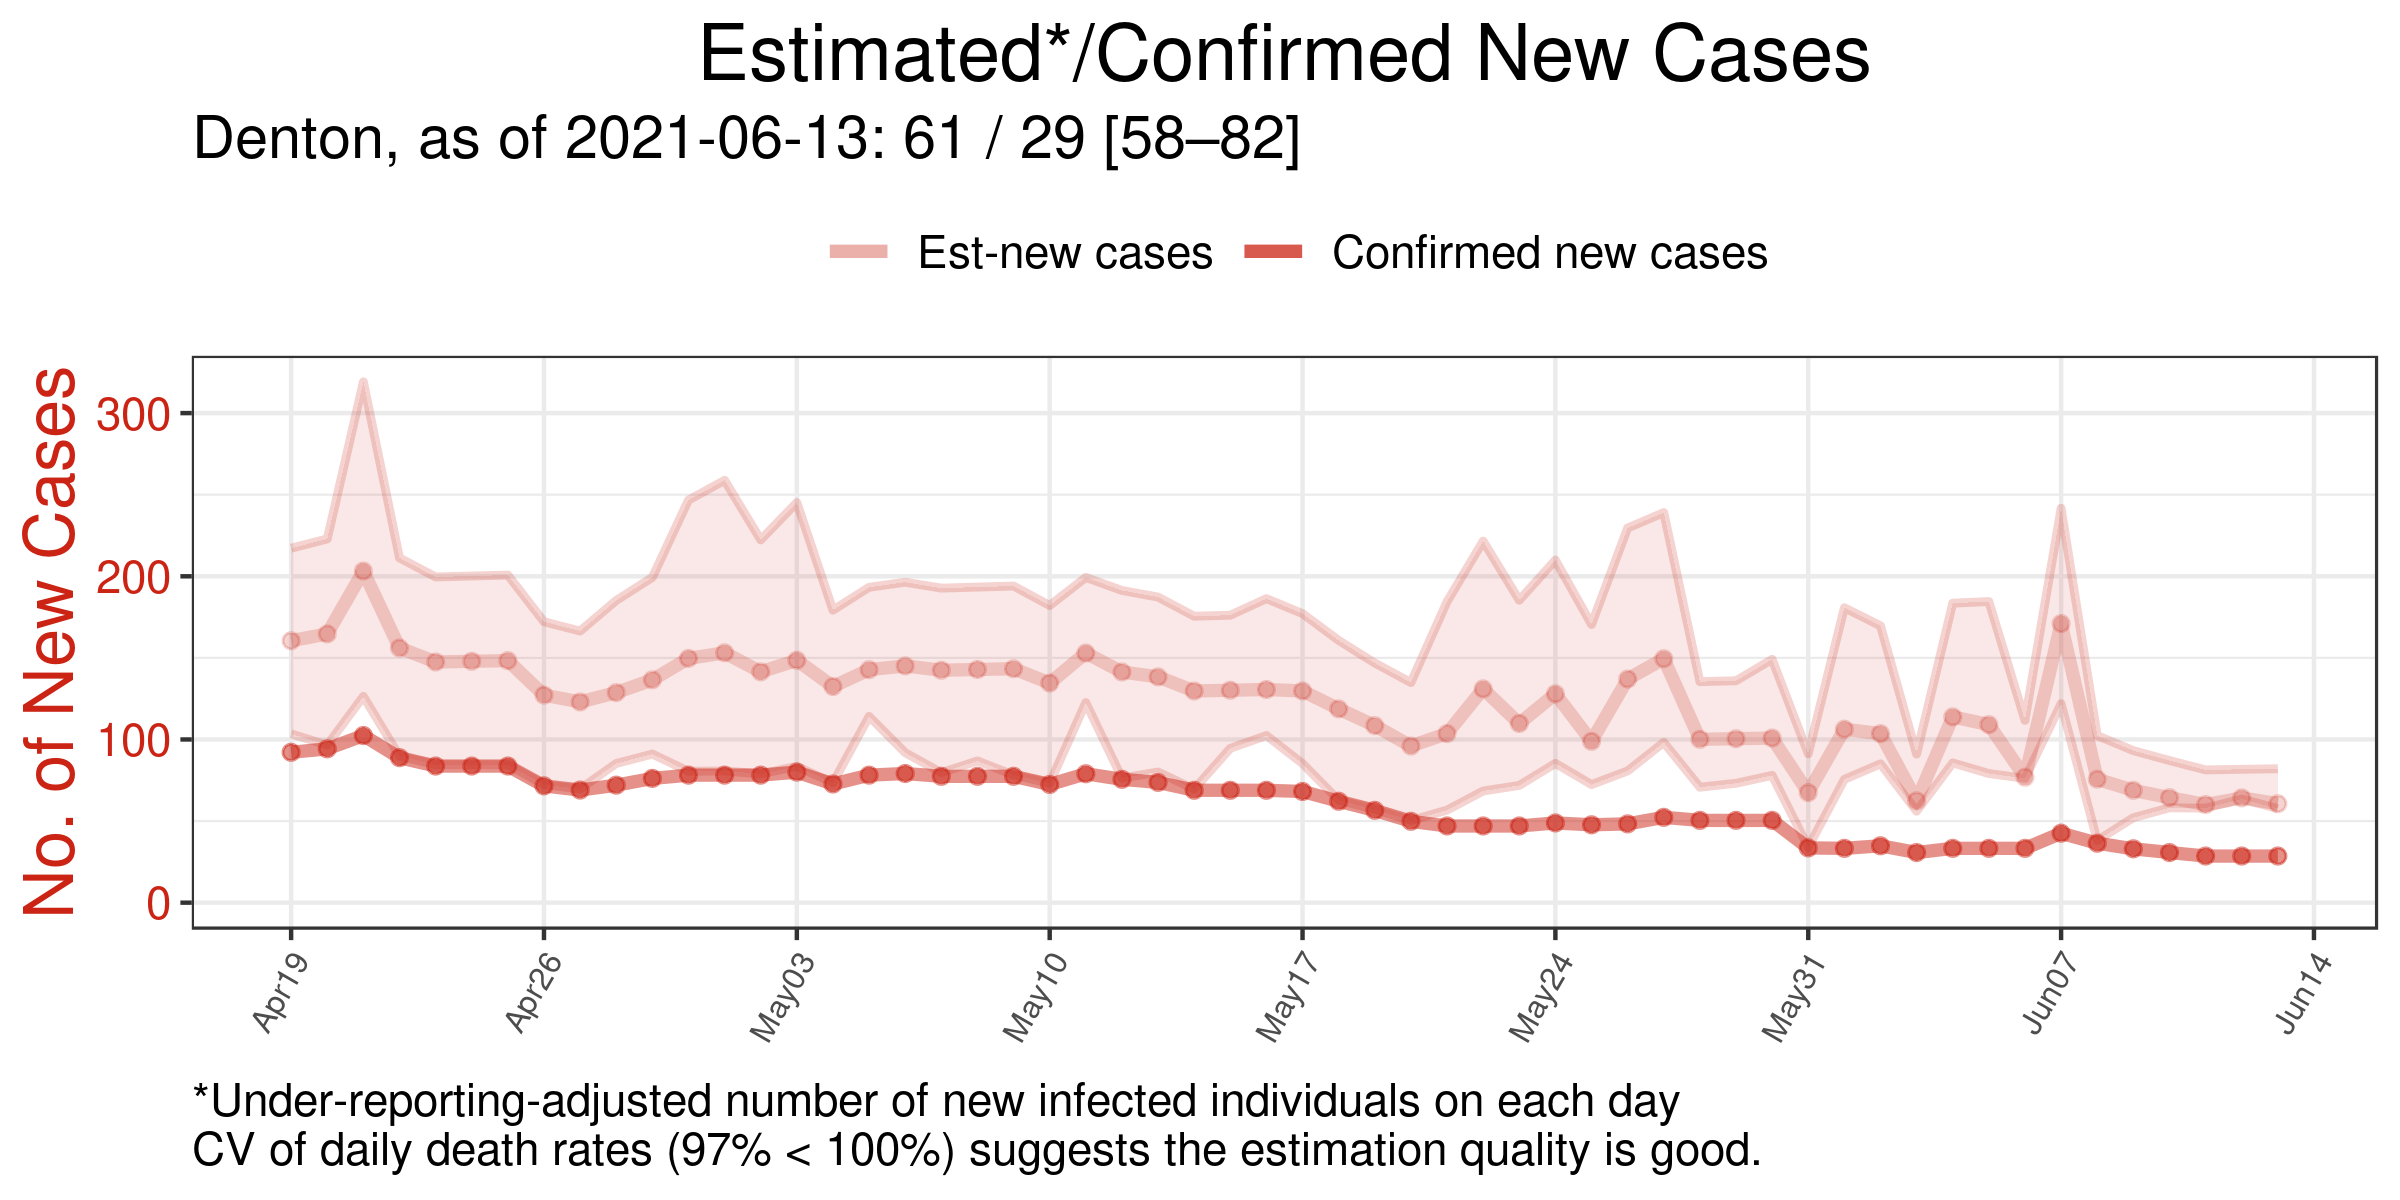 Estimated*/Confirmed New Cases
Denton, as of 2021-06-13: 61 / 29 [58–82]
Est-new cases
Confirmed new cases
No. of New Cases
300
200
100
0
Apr19
Apr26
May03
May10
May17
May24
May31
Jun07
Jun14
*Under-reporting-adjusted number of new infected individuals on each day
CV of daily death rates (97% < 100%) suggests the estimation quality is good.